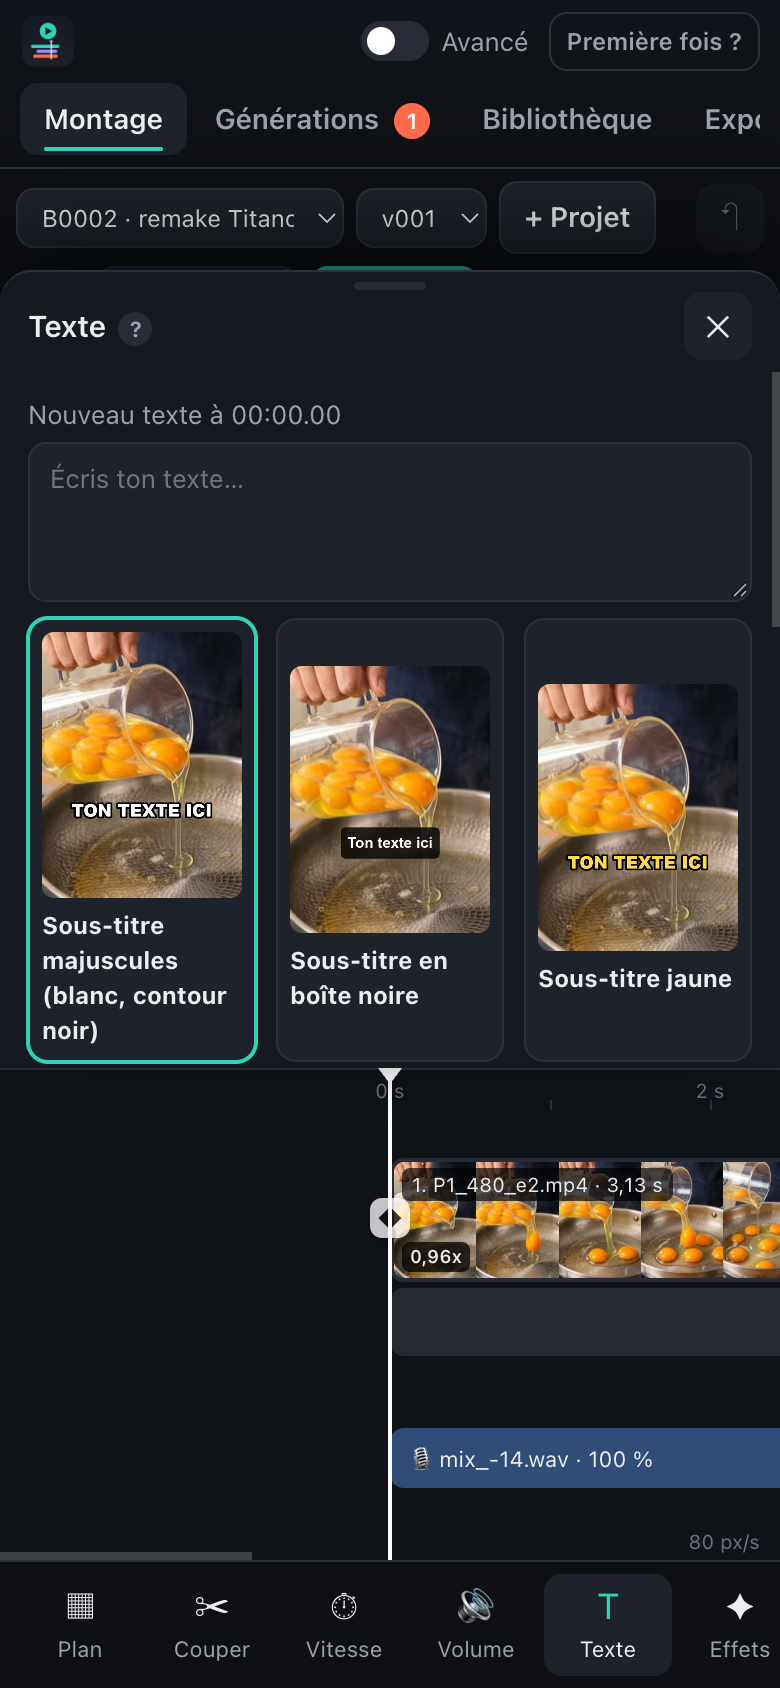 Avancé
Première fois ?
Montage
Générations 1
Bibliothèque
B0002 · remake Titanc
v001
+ Projet
Texte ?
Nouveau texte à 00:00.00
Écris ton texte...
TON TEXTE ICI
Ton texte ici
TON TEXTE ICI
Sous-titre
majuscules
(blanc, contour
noir)
Sous-titre en
boîte noire
Sous-titre jaune
0 s
2 s
1. P1_480_e2.mp4 · 3,13 s
0,96x
mix_-14.wav · 100 %
80 px/s
Plan
Couper
Vitesse
Volume
T
Texte
Effets